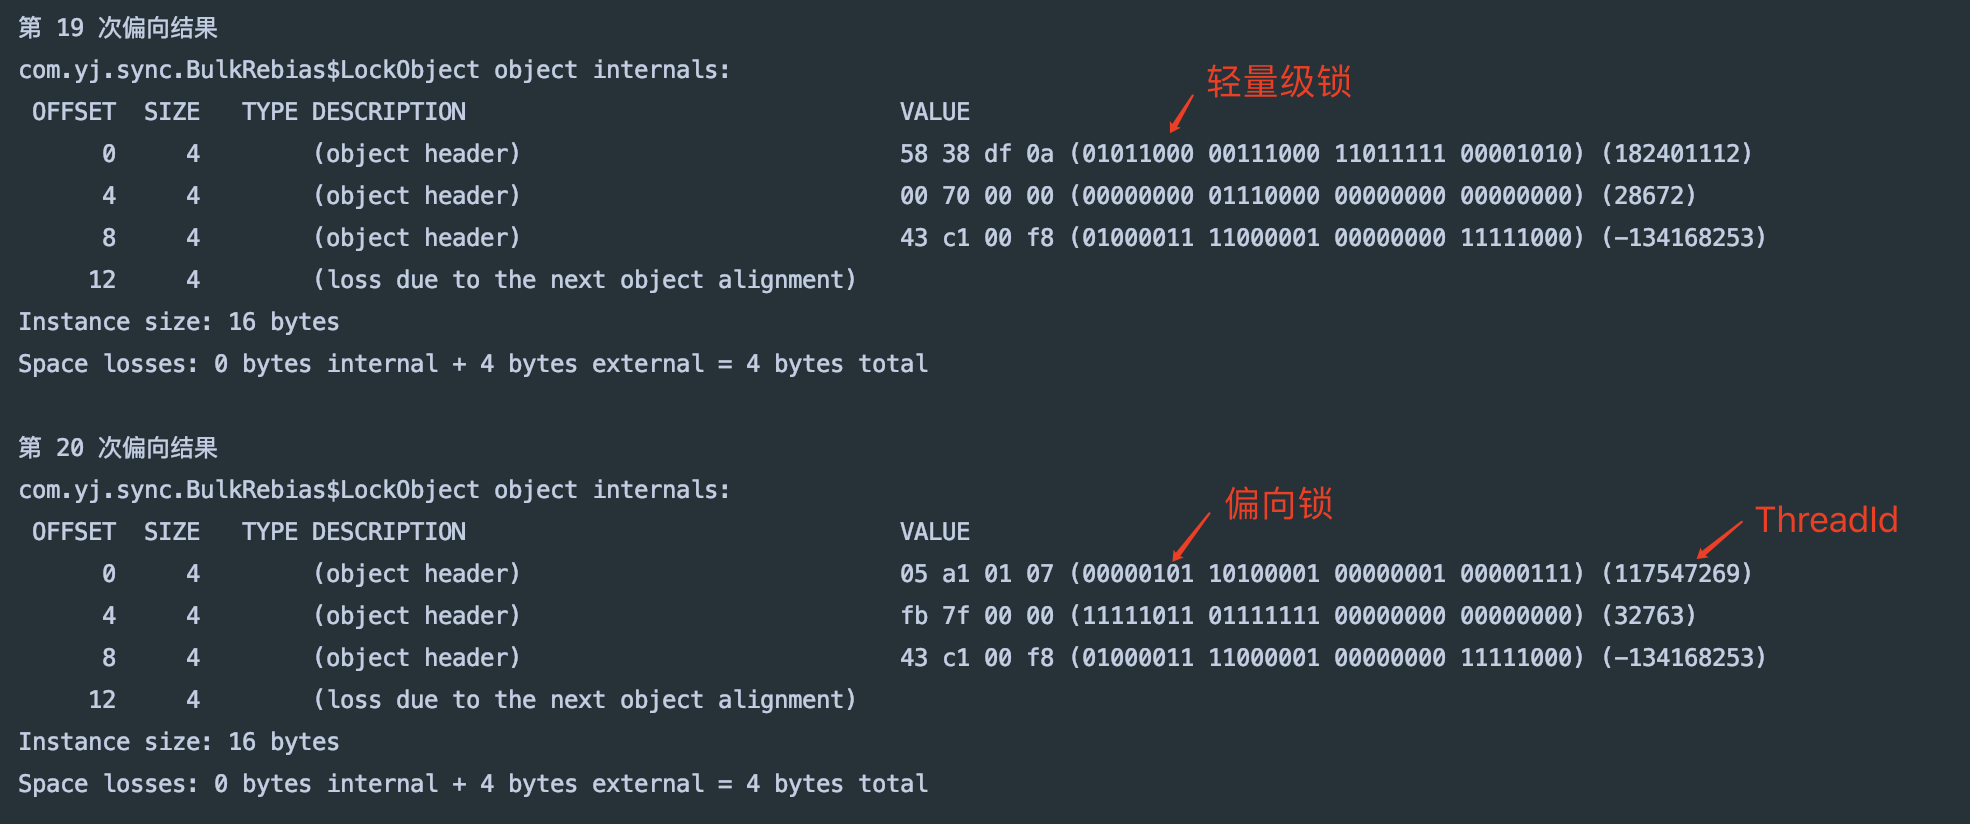 第 19 次偏向结果
com.yj.sync.BulkRebias$LockObject object internals:
轻量级锁
OFFSET SIZE TYPE DESCRIPTION VALUE
0 4 (object header) 58 38 df 0a (01011000 00111000 11011111 00001010) (182401112)
4 4 (object header) 00 70 00 00 (00000000 01110000 00000000 00000000) (28672)
8 4 (object header) 43 c1 00 f8 (01000011 11000001 00000000 11111000) (-134168253)
12 4 (loss due to the next object alignment)
Instance size: 16 bytes
Space losses: 0 bytes internal + 4 bytes external = 4 bytes total
第 20 次偏向结果
com.yj.sync.BulkRebias$LockObject object internals:
偏向锁
ThreadId
OFFSET SIZE TYPE DESCRIPTION VALUE
0 4 (object header) 05 a1 01 07 (00000101 10100001 00000001 00000111) (117547269)
4 4 (object header) fb 7f 00 00 (11111011 01111111 00000000 00000000) (32763)
8 4 (object header) 43 c1 00 f8 (01000011 11000001 00000000 11111000) (-134168253)
12 4 (loss due to the next object alignment)
Instance size: 16 bytes
Space losses: 0 bytes internal + 4 bytes external = 4 bytes total